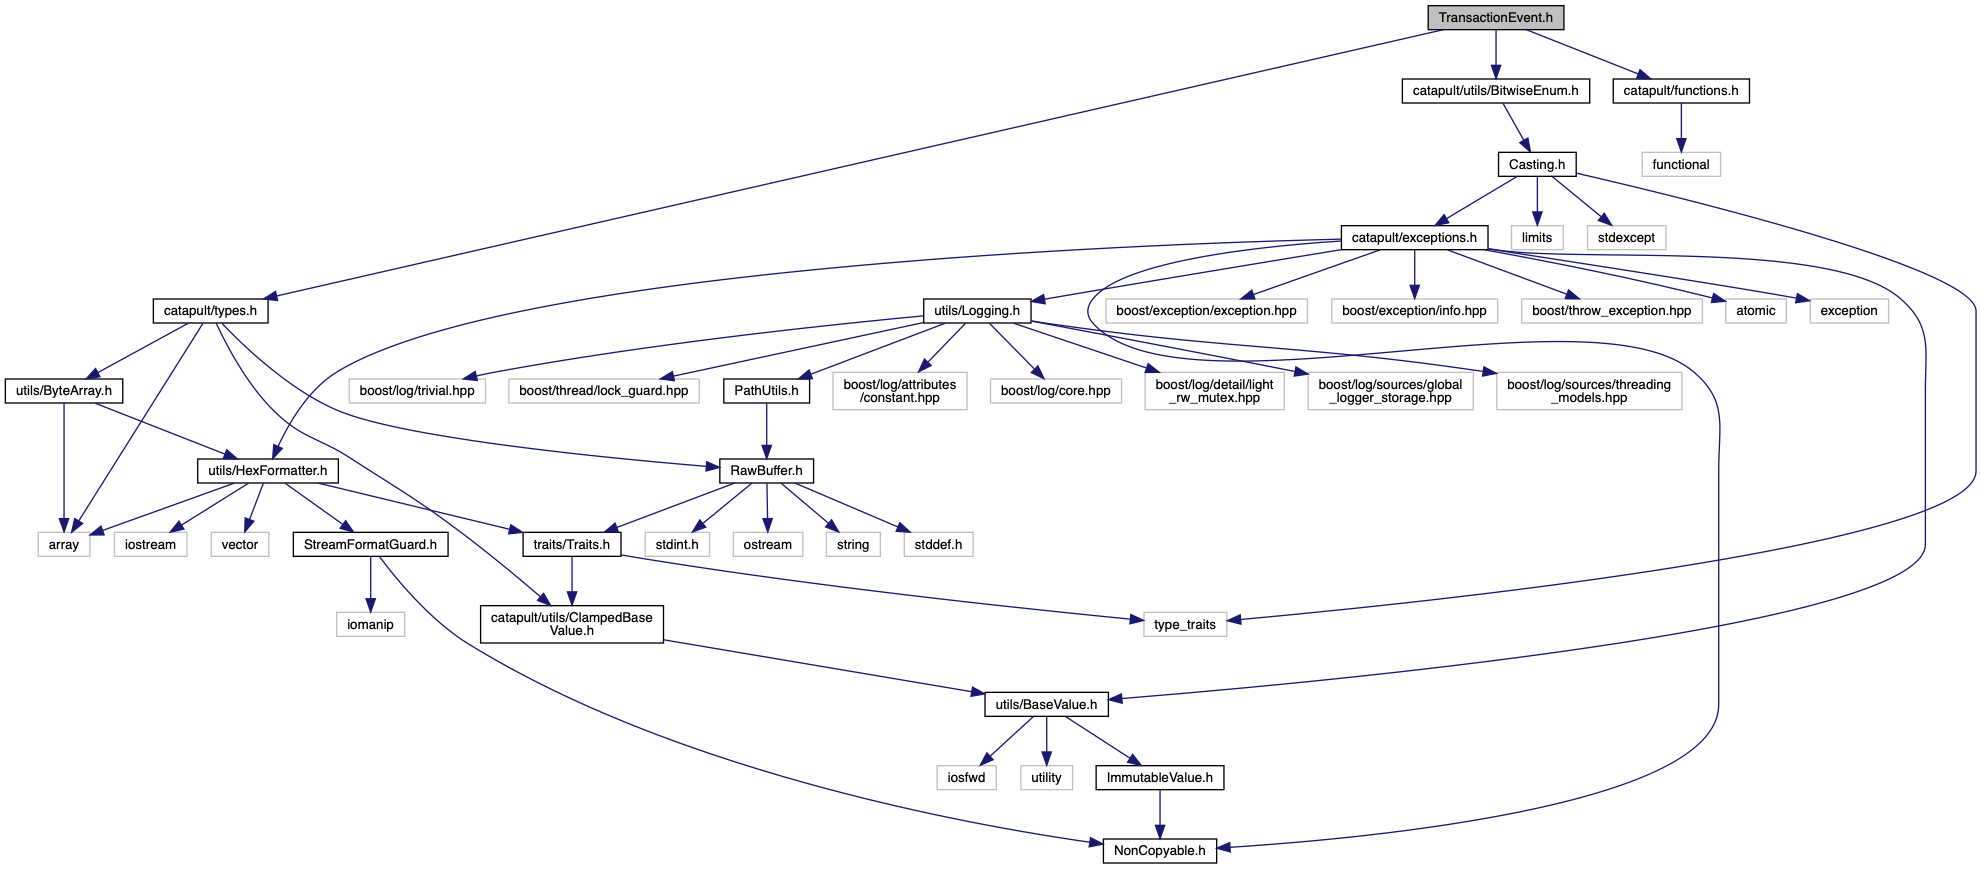 TransactionEvent.h
catapult/utils/BitwiseEnum.h
catapult/functions.h
Casting.h
functional
catapult/exceptions.h
limits
stdexcept
catapult/types.h
utils/Logging.h
boost/exception/exception.hpp
boost/exception/info.hpp
boost/throw_exception.hpp
atomic
exception
utils/ByteArray.h
boost/log/trivial.hpp
boost/thread/lock_guard.hpp
PathUtils.h
boost/log/attributes
/constant.hpp
boost/log/core.hpp
boost/log/detail/light
_rw_mutex.hpp
boost/log/sources/global
_logger_storage.hpp
boost/log/sources/threading
_models.hpp
utils/HexFormatter.h
RawBuffer.h
array
iostream
vector
StreamFormatGuard.h
traits/Traits.h
stdint.h
ostream
string
stddef.h
iomanip
catapult/utils/ClampedBase
Value.h
type_traits
utils/BaseValue.h
iosfwd
utility
ImmutableValue.h
NonCopyable.h